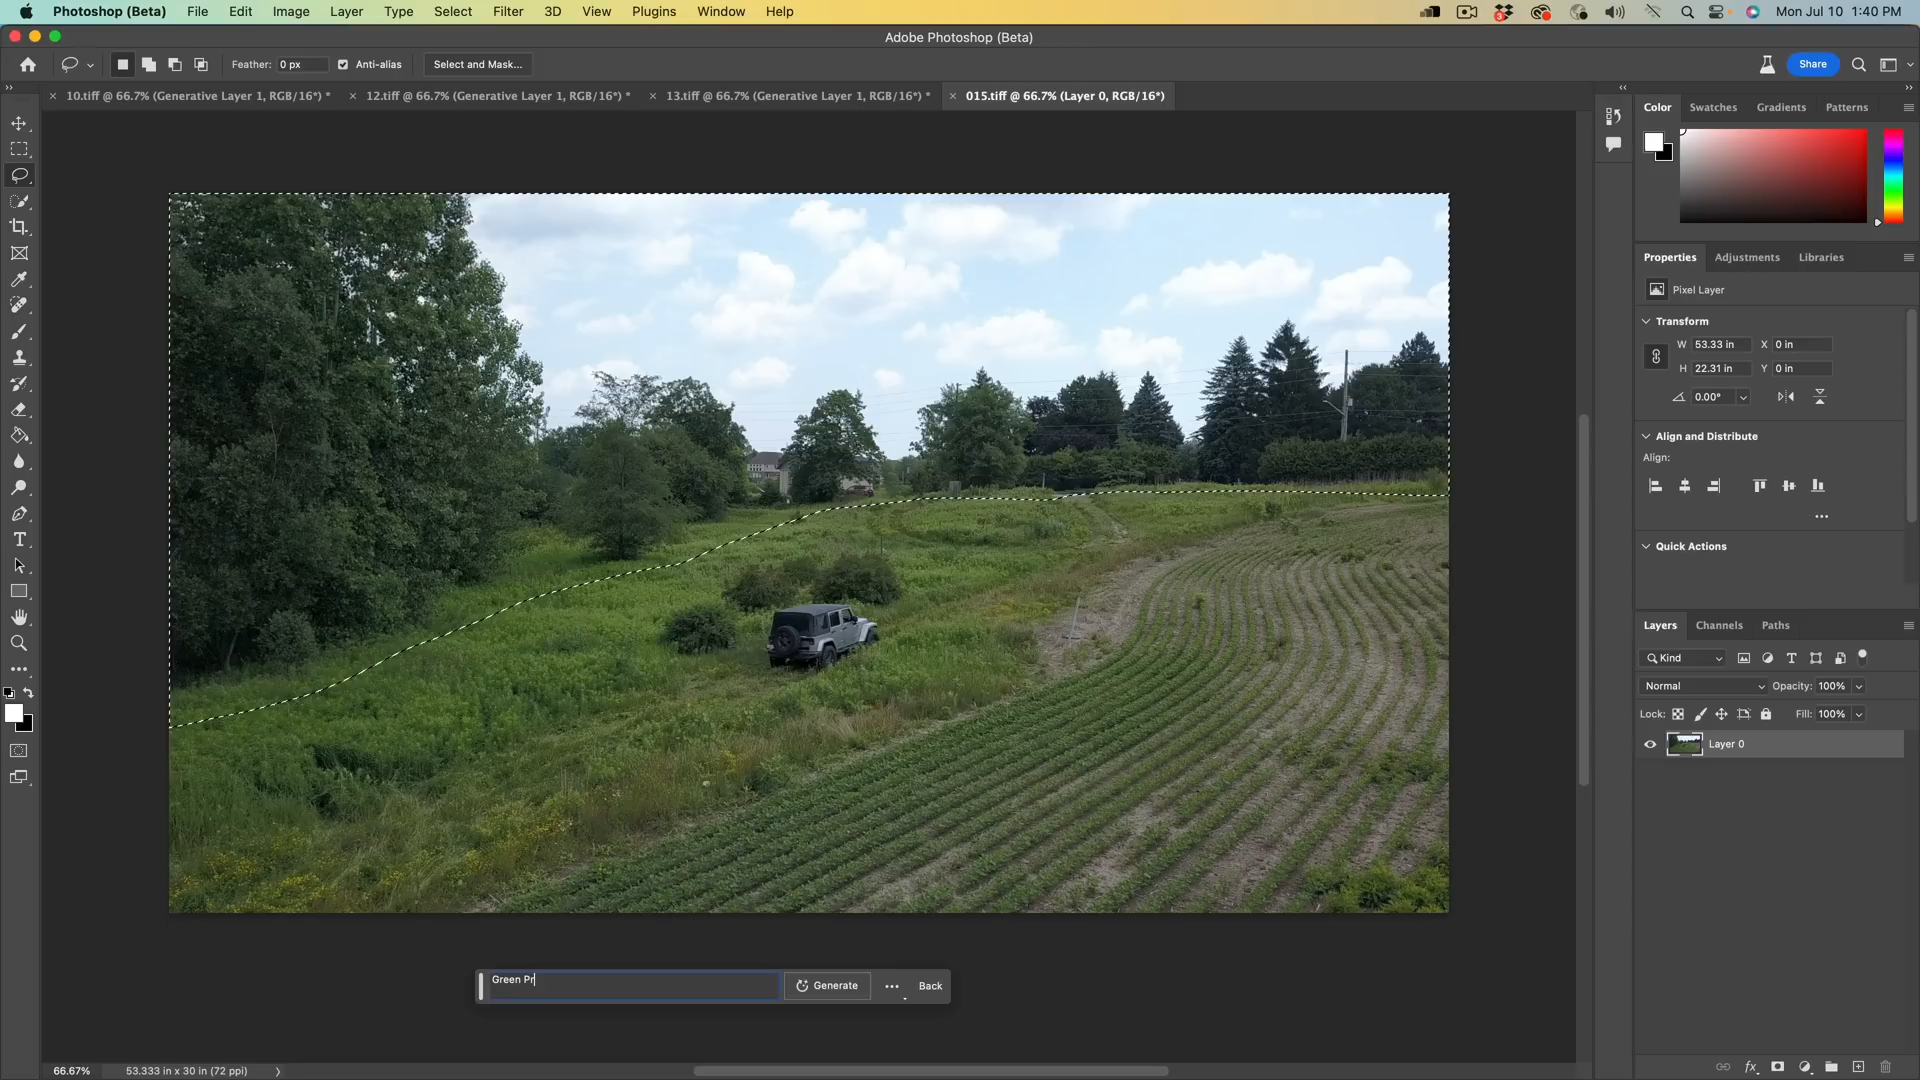 Photoshop (Beta) File Edit Image Layer Type Select Filter 3D View Plugins Window Help
3
Mon Jul 10 1:40 PM
Adobe Photoshop (Beta)
Feather: 0 px Anti-alias Select and Mask... Share
10.tiff @ 66.7% (Generative Layer 1, RGB/16*) * 12.tiff @ 66.7% (Generative Layer 1, RGB/16*) * 13.tiff @ 66.7% (Generative Layer 1, RGB/16*) * 015.tiff @ 66.7% (Layer 0, RGB/16*)
Color Swatches Gradients Patterns
Properties Adjustments Libraries
Pixel Layer
Transform
W 53.33 in X 0 in
H 22.31 in Y 0 in
0.00°
Align and Distribute
Align:
Quick Actions
Layers Channels Paths
Kind
Normal Opacity: 100%
Lock: Fill: 100%
Layer 0
Green Pr
Generate
Back
66.67% 53.333 in x 30 in (72 ppi)
fx